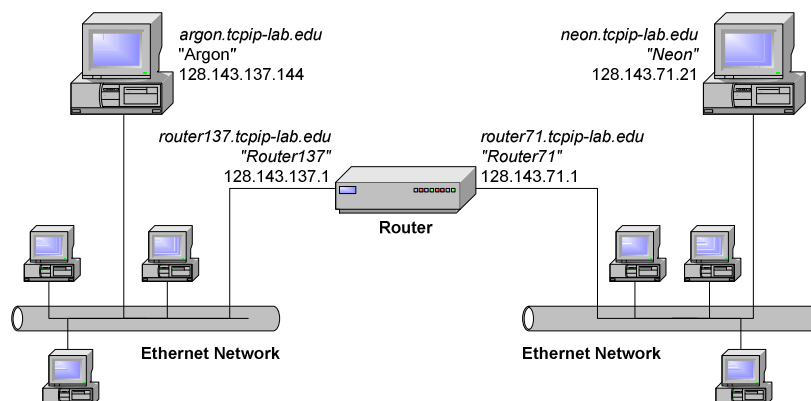 argon.tcpip-lab.edu
"Argon"
128.143.137.144
neon.tcpip-lab.edu
"Neon"
128.143.71.21
router137.tcpip-lab.edu
"Router137"
128.143.137.1
router71.tcpip-lab.edu
"Router71"
128.143.71.1
Router
Ethernet Network
Ethernet Network